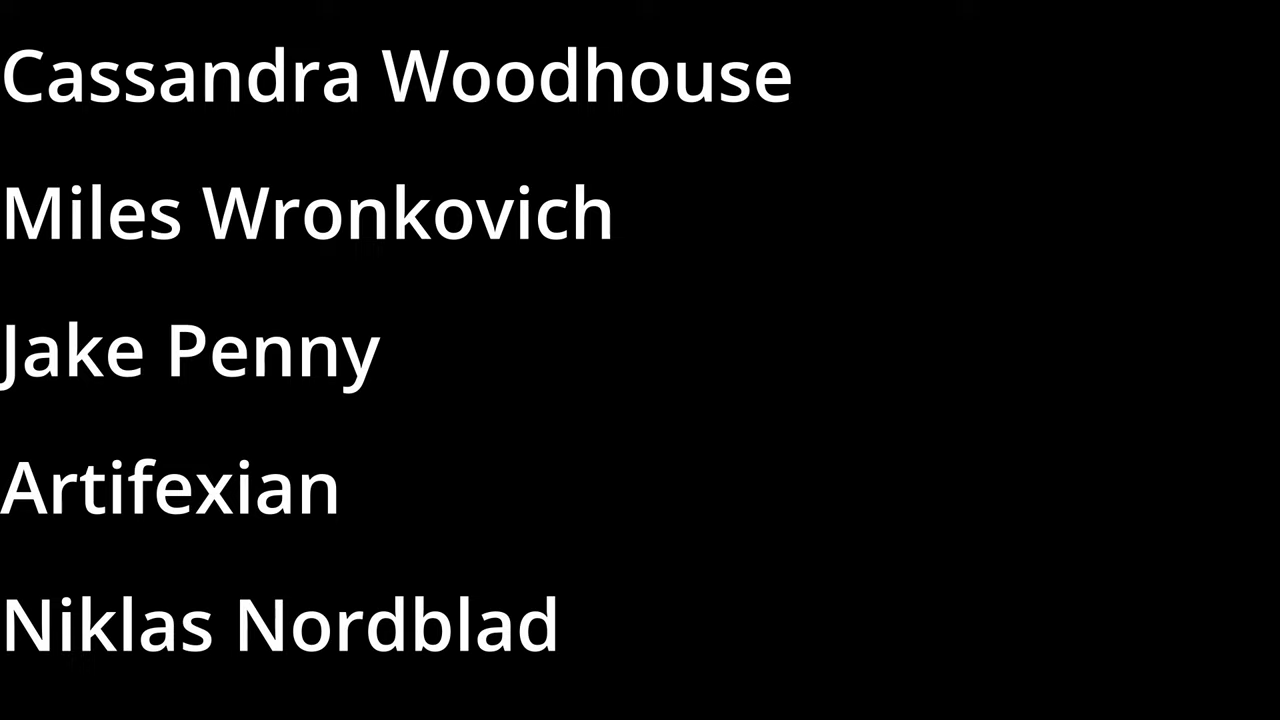 Cassandra Woodhouse
Miles Wronkovich
Jake Penny
Artifexian
Niklas Nordblad